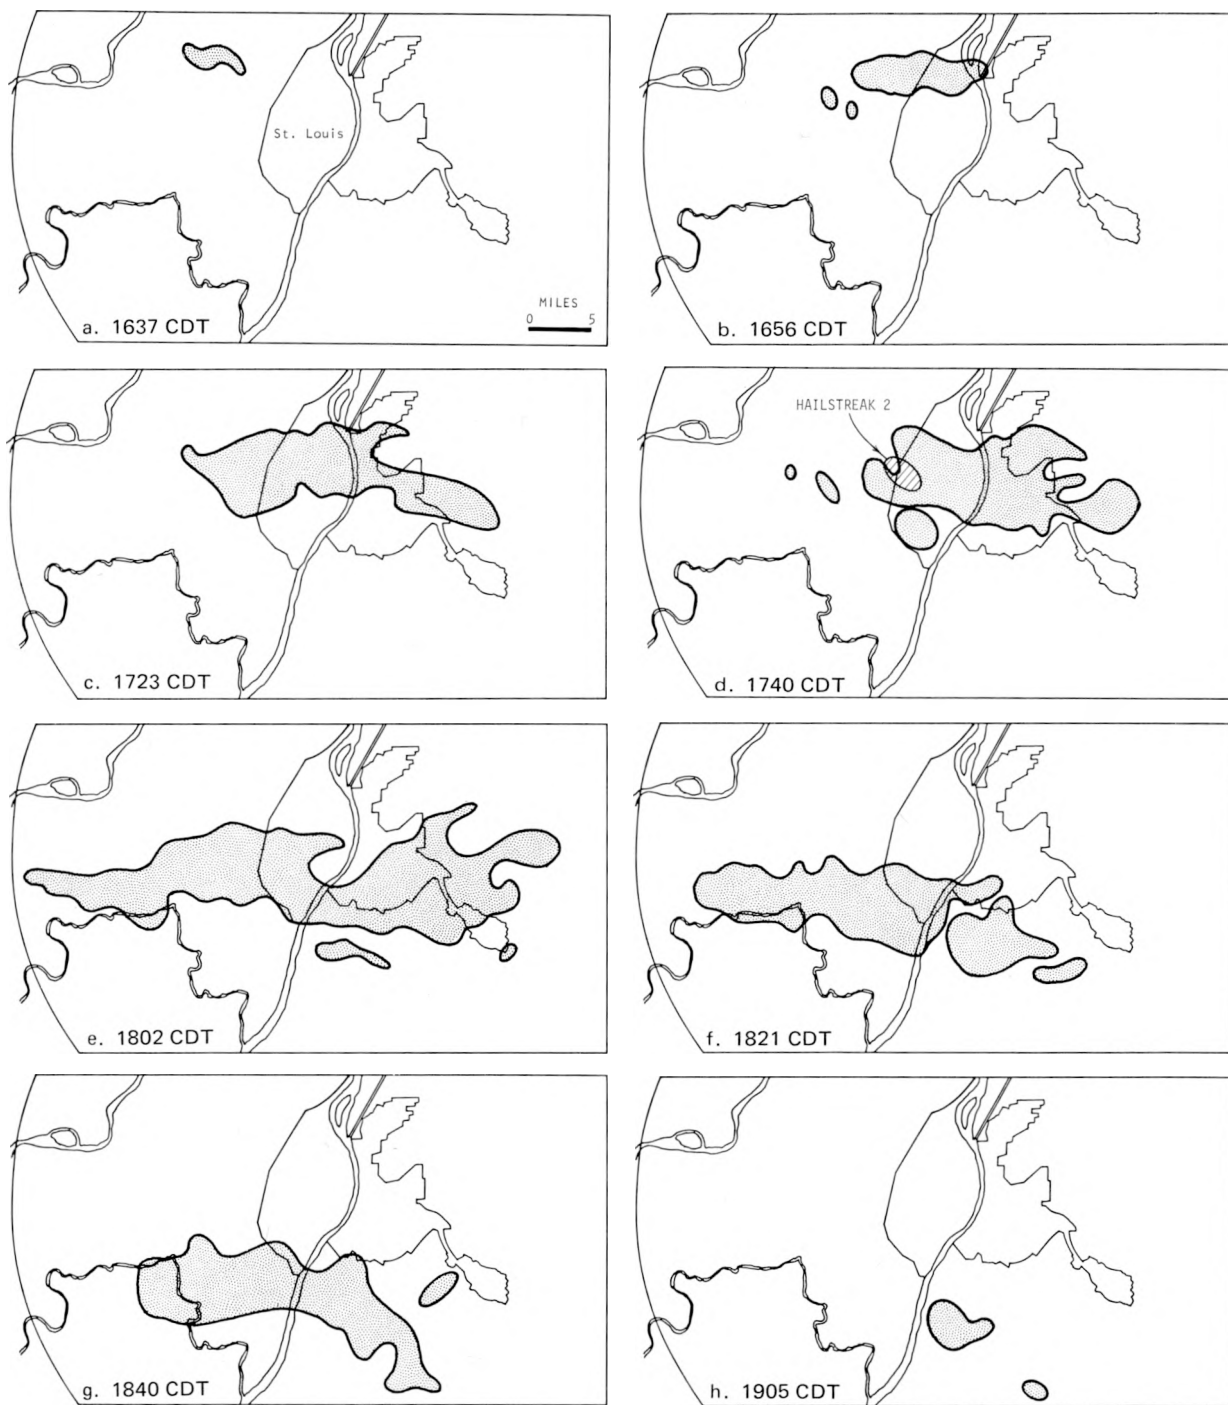 St. Louis
MILES
0 5
a. 1637 CDT
b. 1656 CDT
HAILSTREAK 2
c. 1723 CDT
d. 1740 CDT
e. 1802 CDT
f. 1821 CDT
g. 1840 CDT
h. 1905 CDT